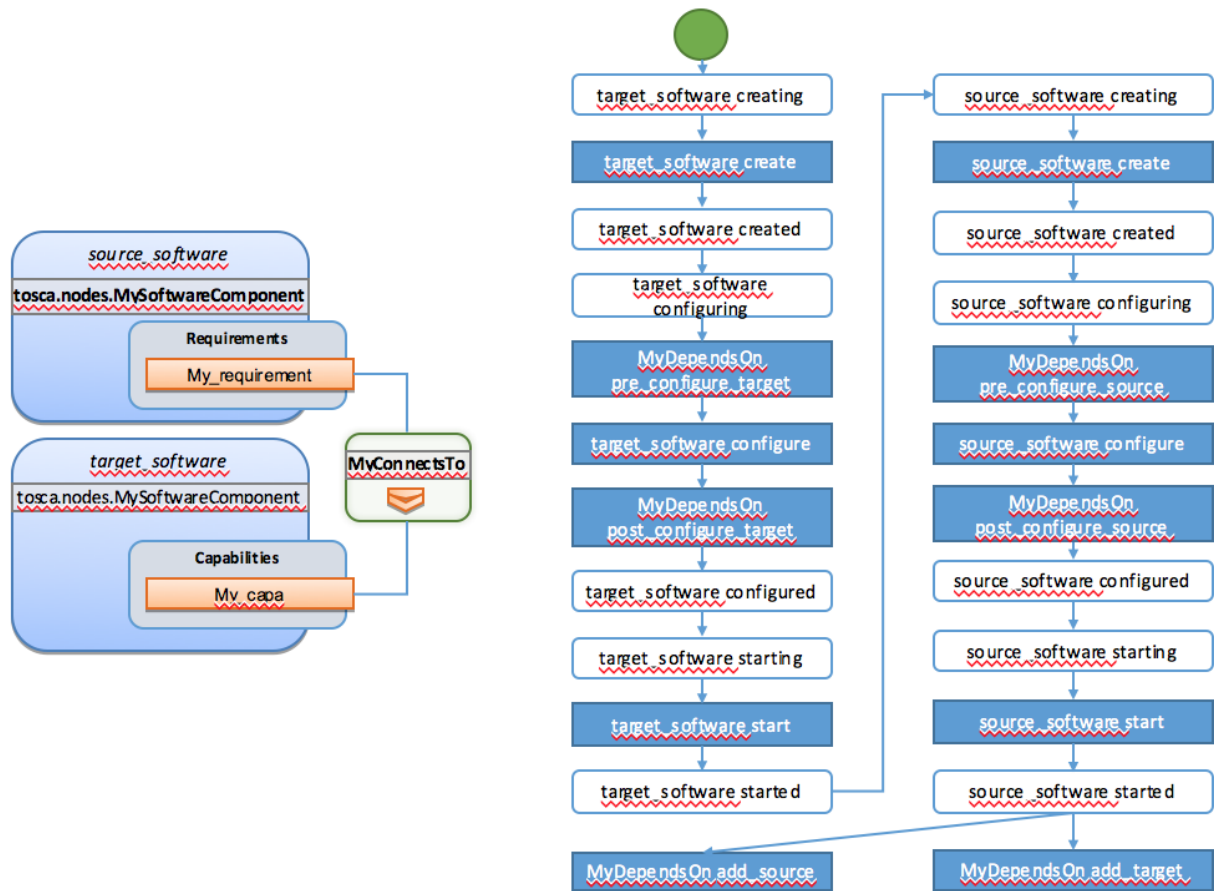 source_software
tosca.nodes.MySoftwareComponent
Requirements
My_requirement
target_software
tosca.nodes.MySoftwareComponent
Capabilities
My_capa
MyConnectsTo
target_software creating
target_software create
target_software created
target_software
configuring
MyDependsOn
pre_configure_target
target_software configure
MyDependsOn
post_configure_target
target_software configured
target_software starting
target_software start
target_software started
MyDependsOn add_source
source_software creating
source_software create
source_software created
source_software configuring
MyDependsOn
pre_configure_source
source_software configure
MyDependsOn
post_configure_source
source_software configured
source_software starting
source_software start
source_software started
MyDependsOn add_target